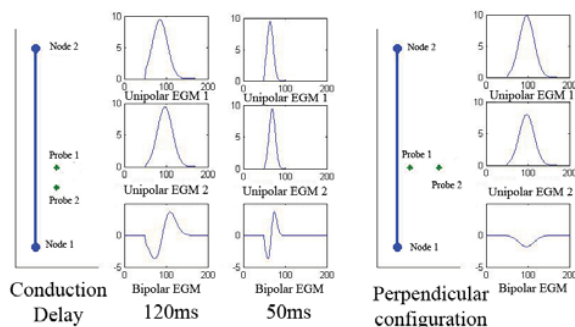 Node 2
Probe 1
Probe 2
Node 1
Conduction
Delay
10
5
0
0 100 200
Unipolar EGM 1
10
5
0
0 100 200
Unipolar EGM 2
5
0
-5
0 100 200
Bipolar EGM
120ms
10
5
0
0 100 200
Unipolar EGM 1
10
5
0
0 100 200
Unipolar EGM 2
5
0
-5
0 100 200
Bipolar EGM
50ms
Node 2
Probe 1
Probe 2
Node 1
Perpendicular
configuration
10
5
0
0 100 200
Unipolar EGM 1
10
5
0
0 100 200
Unipolar EGM 2
0
-5
0 100 200
Bipolar EGM